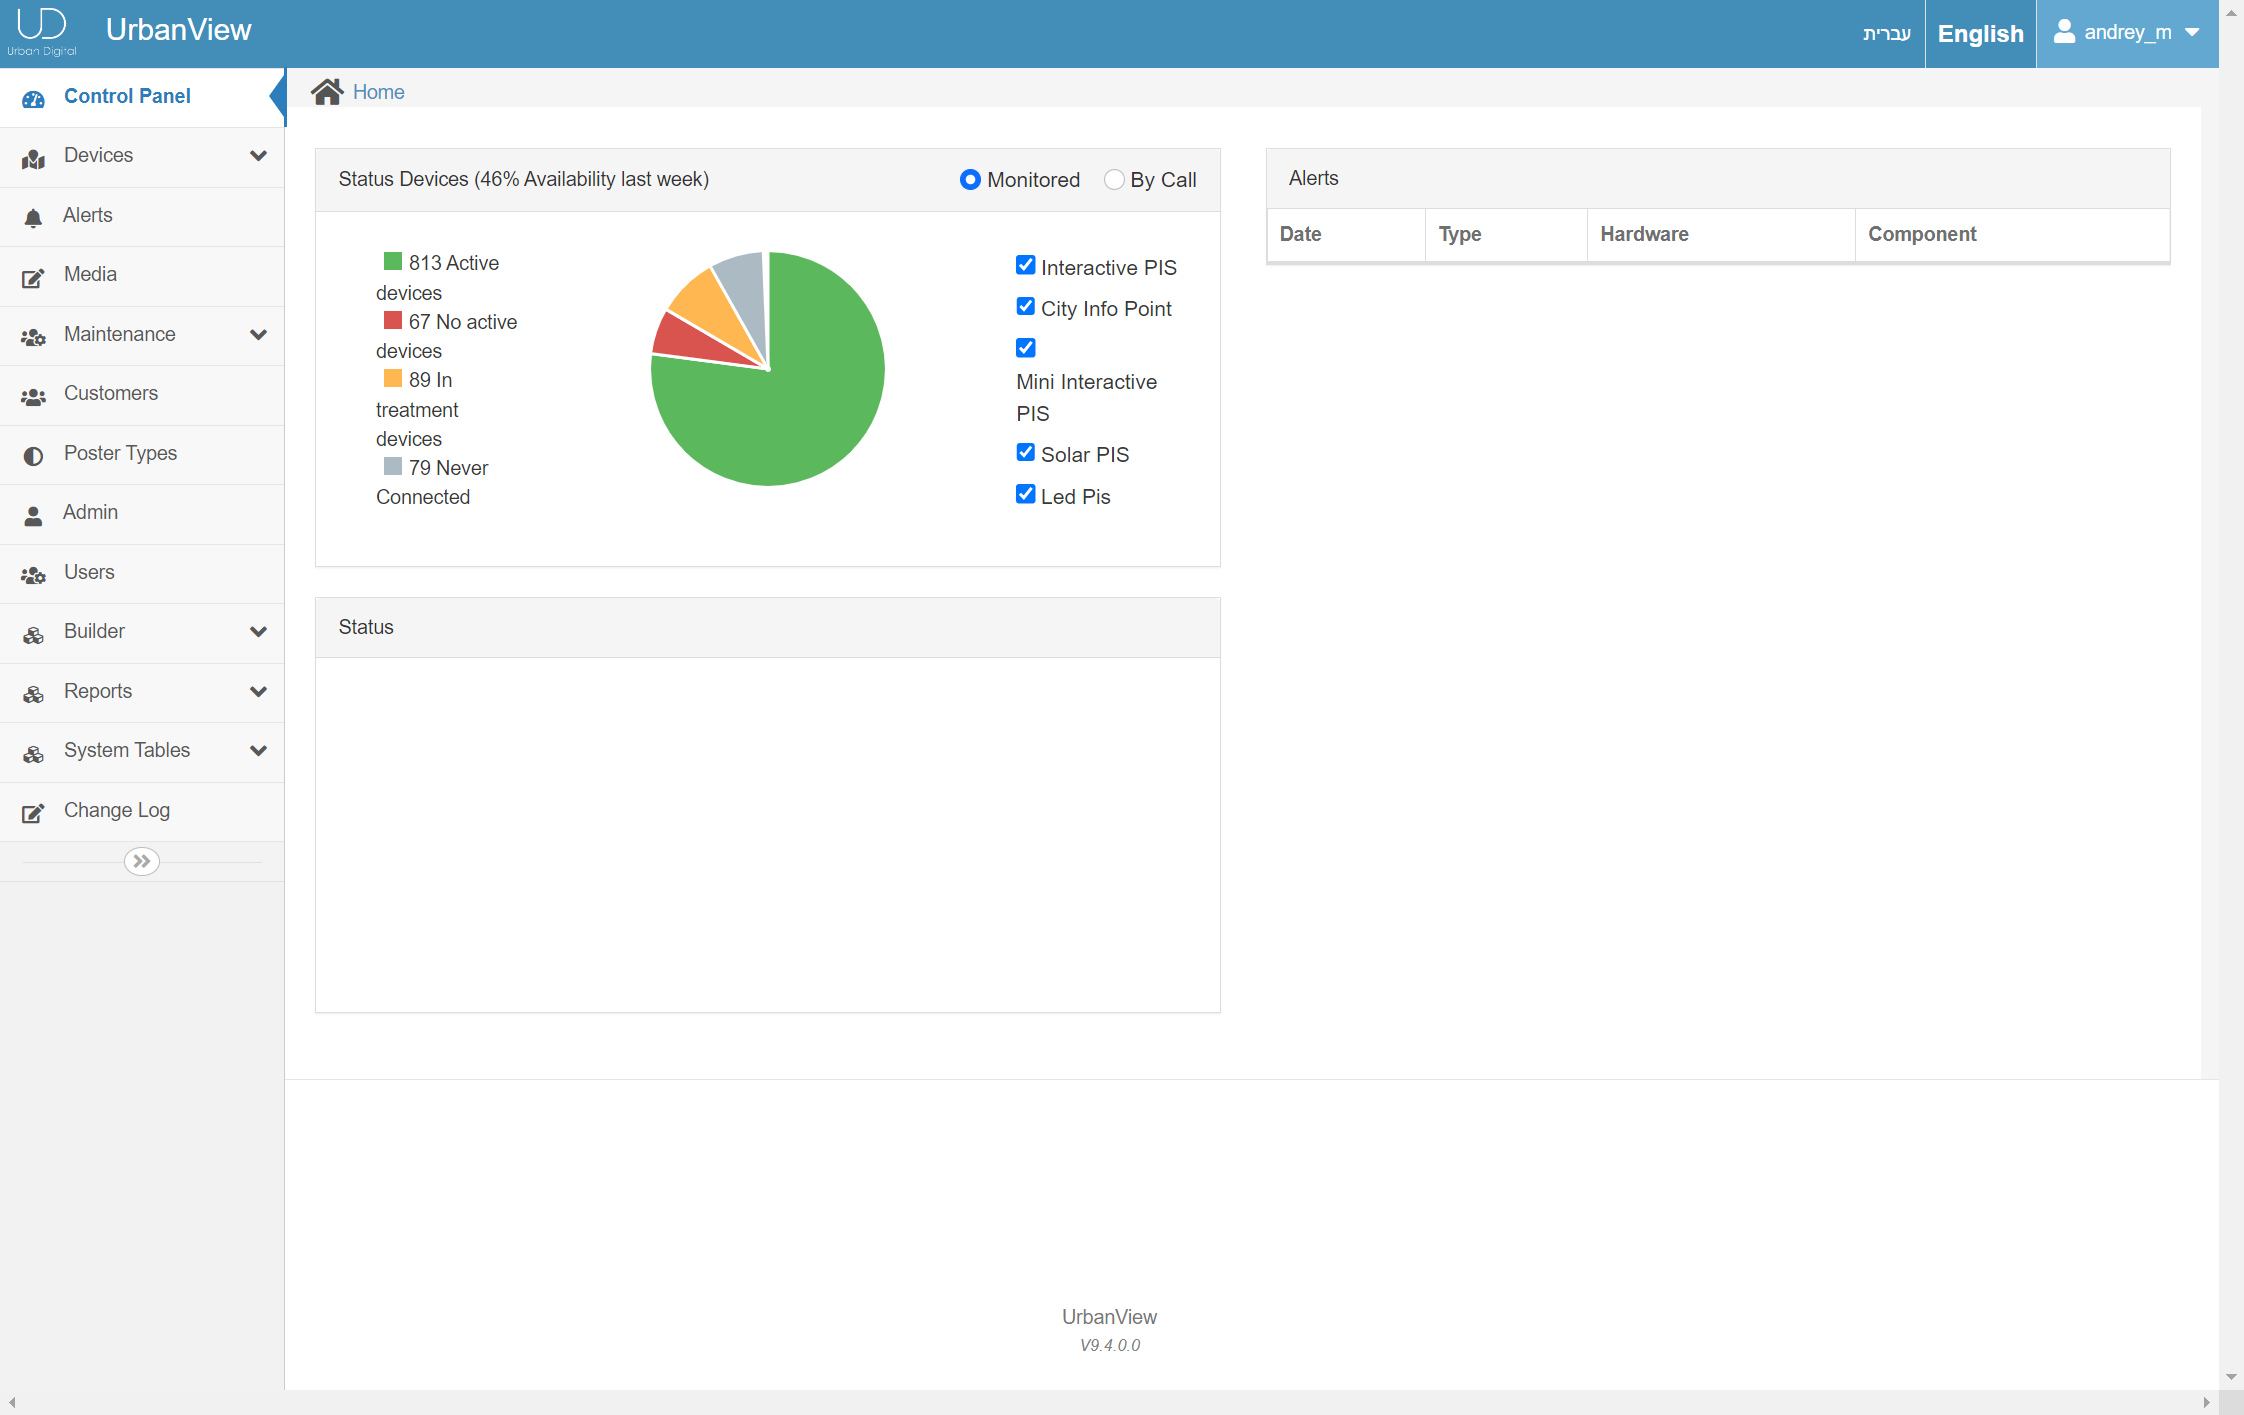 UD
Urban Digital
UrbanView
עברית
English
andrey_m
Control Panel
Devices
Alerts
Media
Maintenance
Customers
Poster Types
Admin
Users
Builder
Reports
System Tables
Change Log
Home
Status Devices (46% Availability last week)
Monitored
By Call
813 Active
devices
67 No active
devices
89 In
treatment
devices
79 Never
Connected
Interactive PIS
City Info Point
Mini Interactive
PIS
Solar PIS
Led Pis
Alerts
Date
Type
Hardware
Component
Status
UrbanView
V9.4.0.0